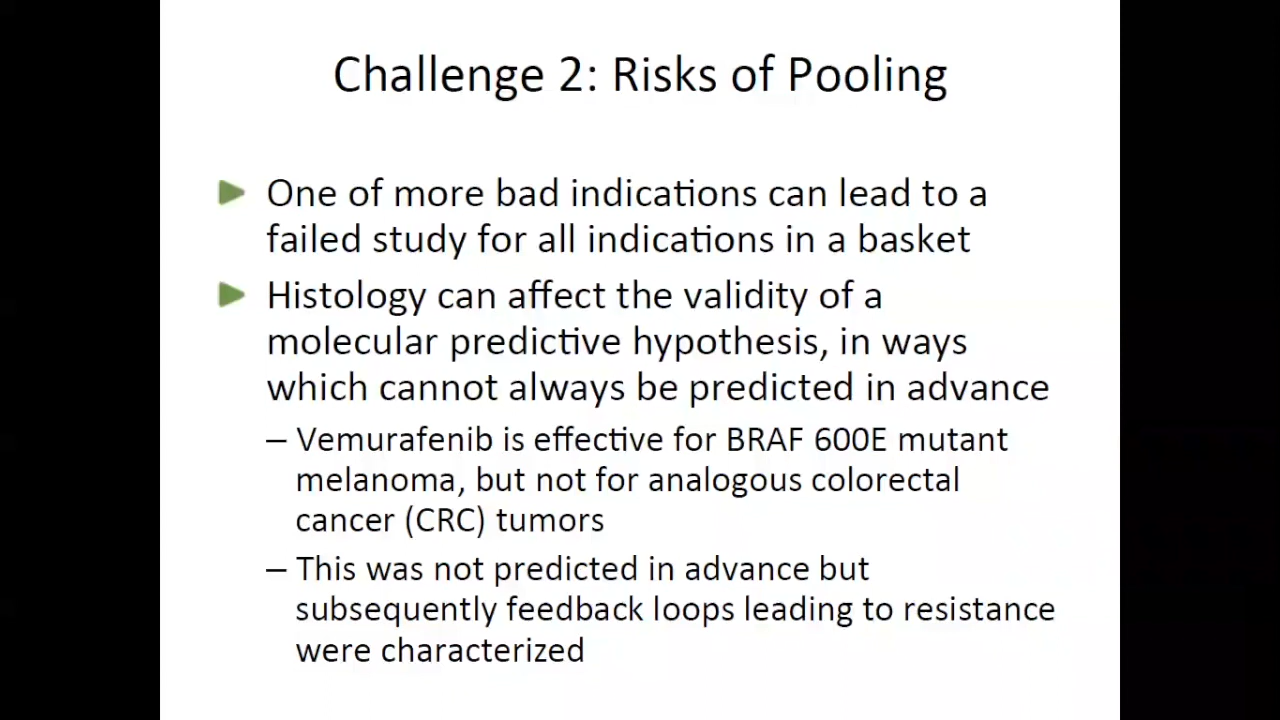 Challenge 2: Risks of Pooling
One of more bad indications can lead to a
failed study for all indications in a basket
Histology can affect the validity of a
molecular predictive hypothesis, in ways
which cannot always be predicted in advance
– Vemurafenib is effective for BRAF 600E mutant
melanoma, but not for analogous colorectal
cancer (CRC) tumors
– This was not predicted in advance but
subsequently feedback loops leading to resistance
were characterized